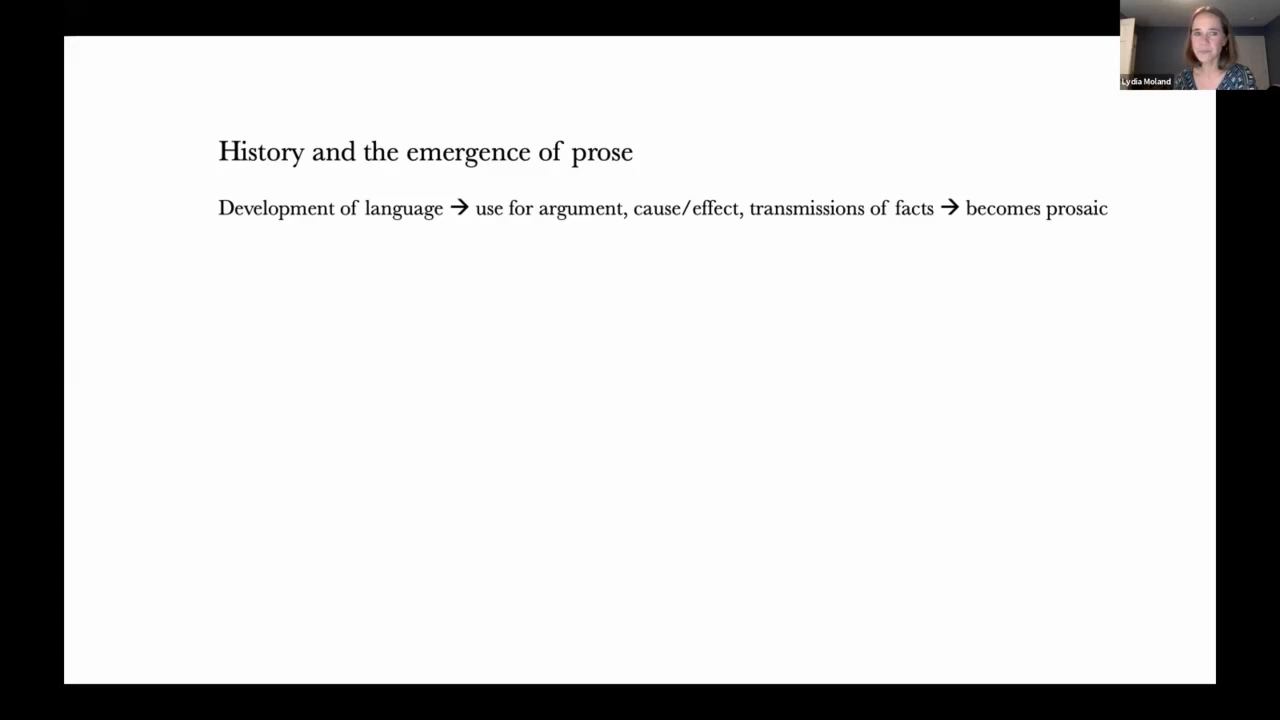 Lydia Moland
History and the emergence of prose
Development of language → use for argument, cause/effect, transmissions of facts → becomes prosaic